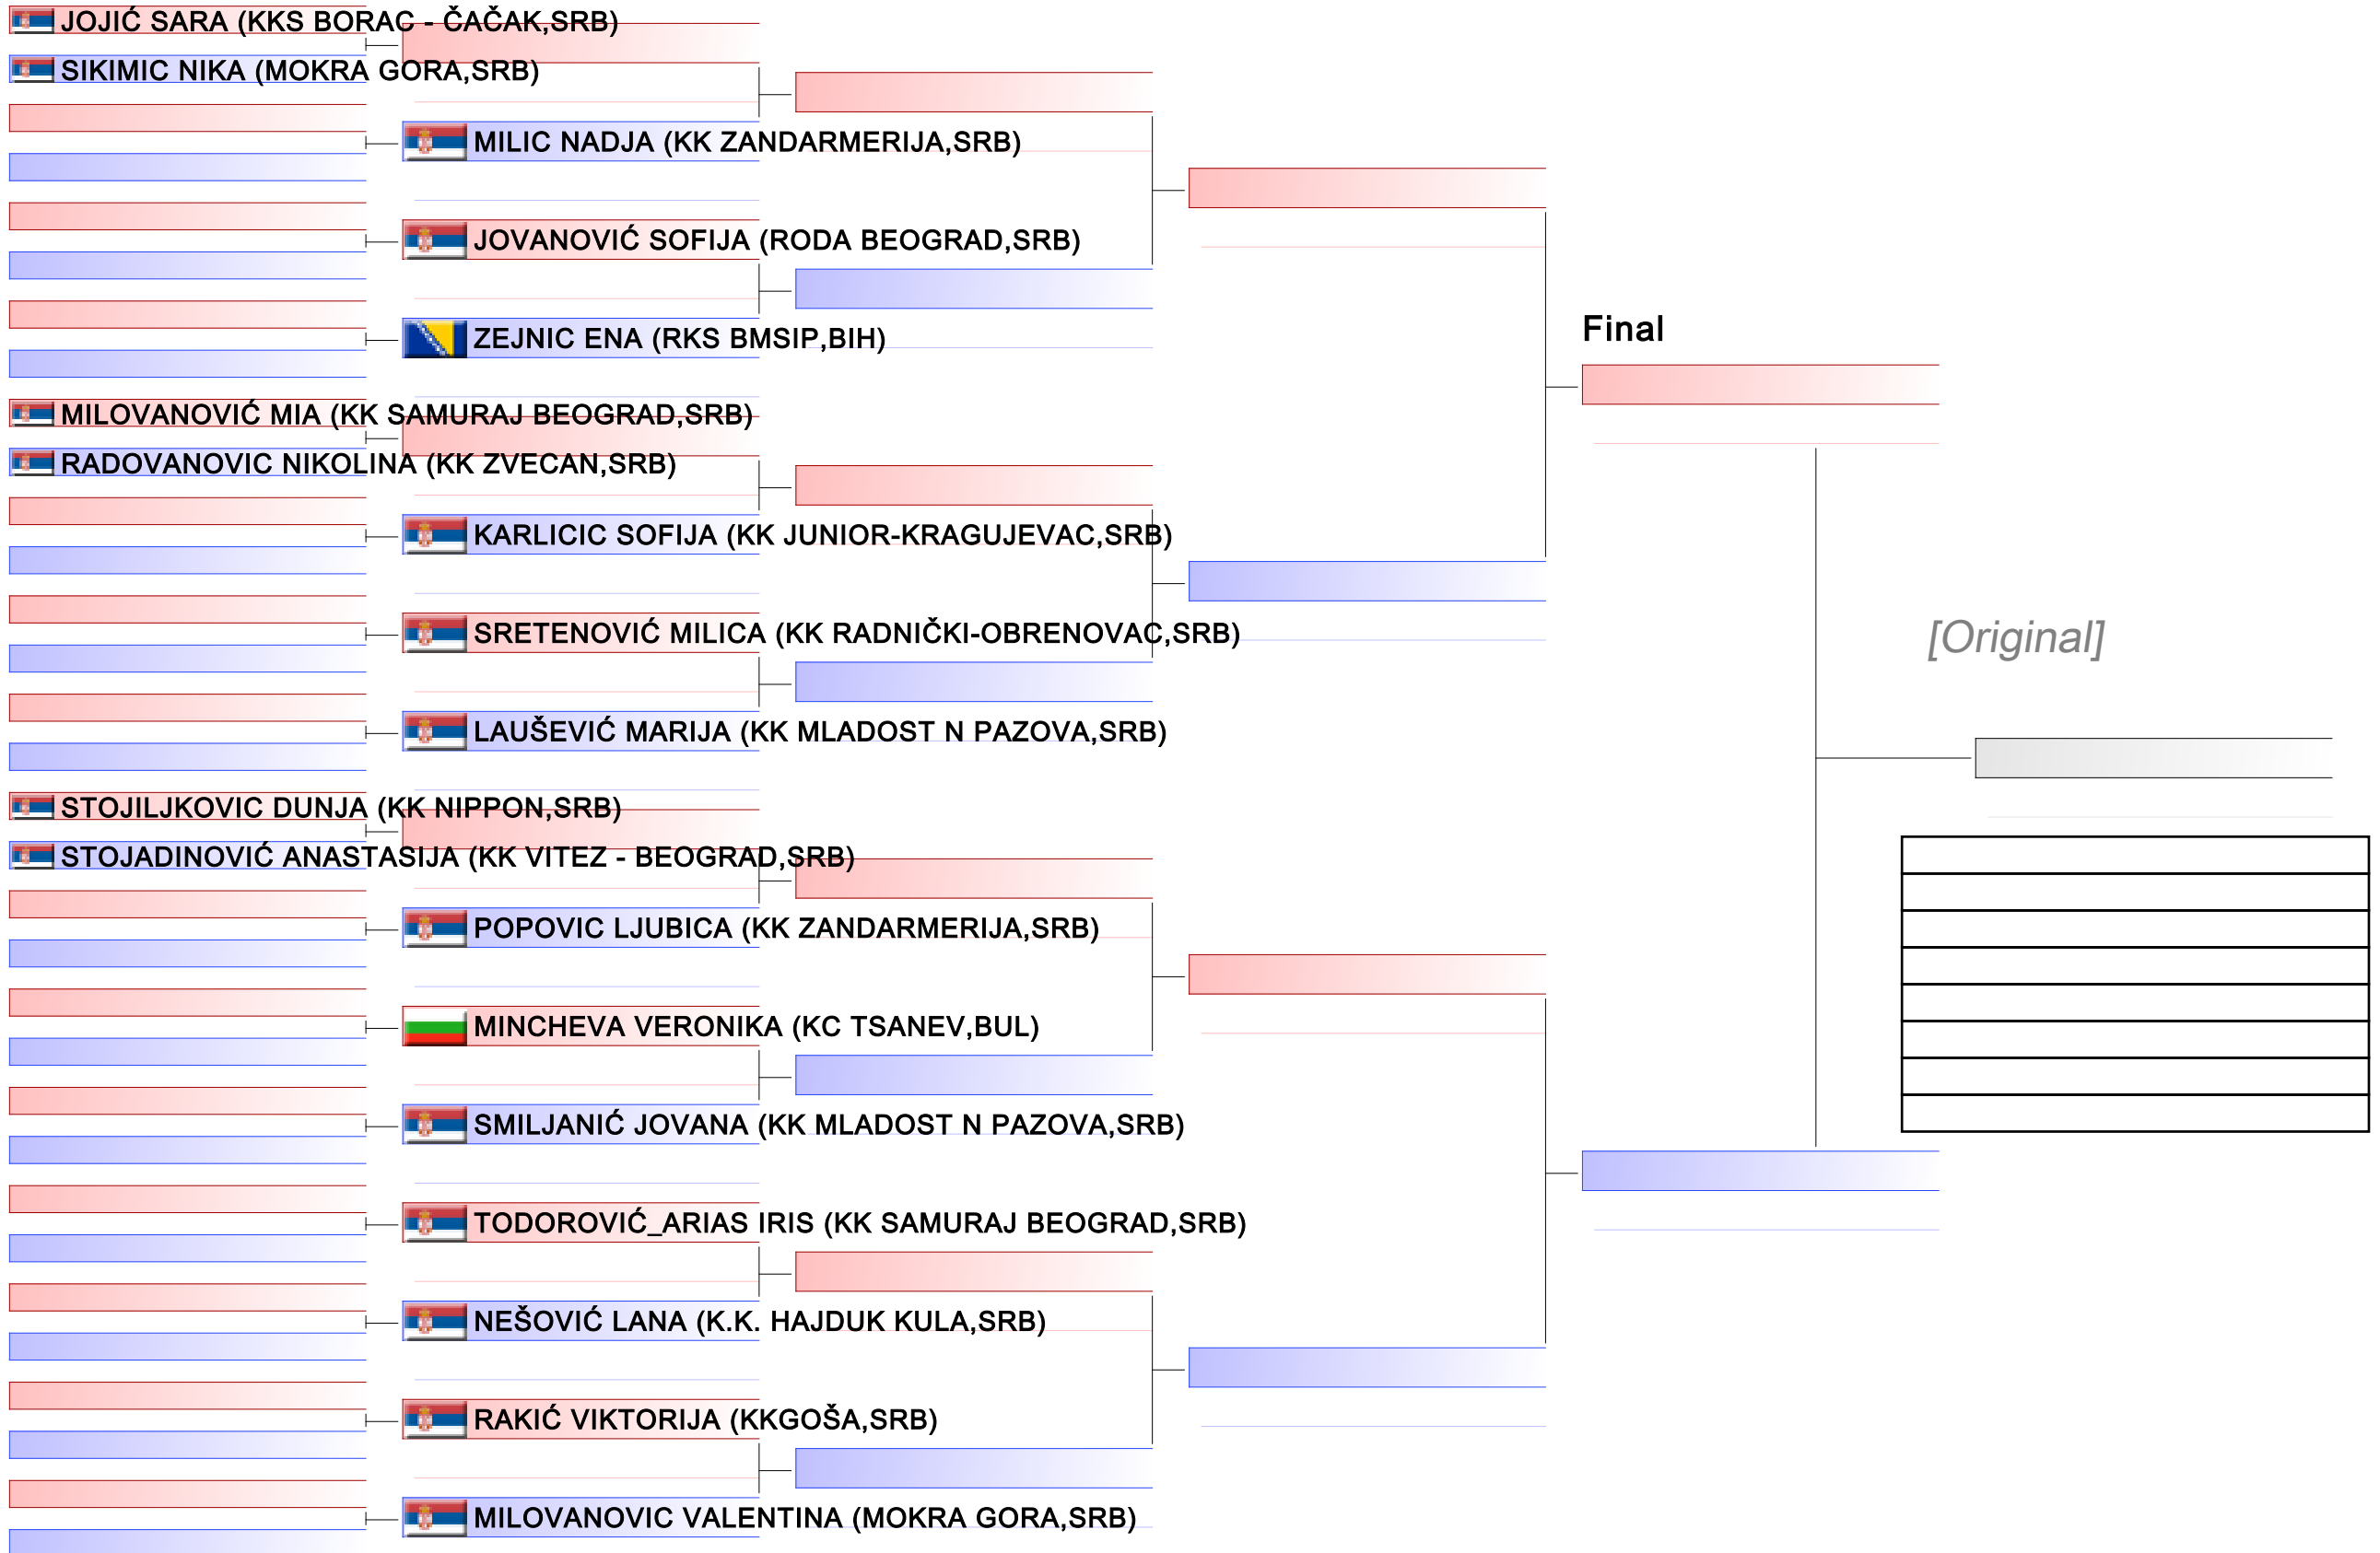 JOJIĆ SARA (KKS BORAC - ČAČAK,SRB)
SIKIMIC NIKA (MOKRA GORA,SRB)
MILIC NADJA (KK ZANDARMERIJA,SRB)
JOVANOVIĆ SOFIJA (RODA BEOGRAD,SRB)
Final
ZEJNIC ENA (RKS BMSIP,BIH)
MILOVANOVIĆ MIA (KK SAMURAJ BEOGRAD,SRB)
RADOVANOVIC NIKOLINA (KK ZVECAN,SRB)
KARLICIC SOFIJA (KK JUNIOR-KRAGUJEVAC,SRB)
SRETENOVIĆ MILICA (KK RADNIČKI-OBRENOVAC,SRB)
[Original]
LAUŠEVIĆ MARIJA (KK MLADOST N PAZOVA,SRB)
STOJILJKOVIC DUNJA (KK NIPPON,SRB)
STOJADINOVIĆ ANASTASIJA (KK VITEZ - BEOGRAD,SRB)
POPOVIC LJUBICA (KK ZANDARMERIJA,SRB)
MINCHEVA VERONIKA (KC TSANEV,BUL)
SMILJANIĆ JOVANA (KK MLADOST N PAZOVA,SRB)
TODOROVIĆ_ARIAS IRIS (KK SAMURAJ BEOGRAD,SRB)
NEŠOVIĆ LANA (K.K. HAJDUK KULA,SRB)
RAKIĆ VIKTORIJA (KKGOŠA,SRB)
MILOVANOVIC VALENTINA (MOKRA GORA,SRB)